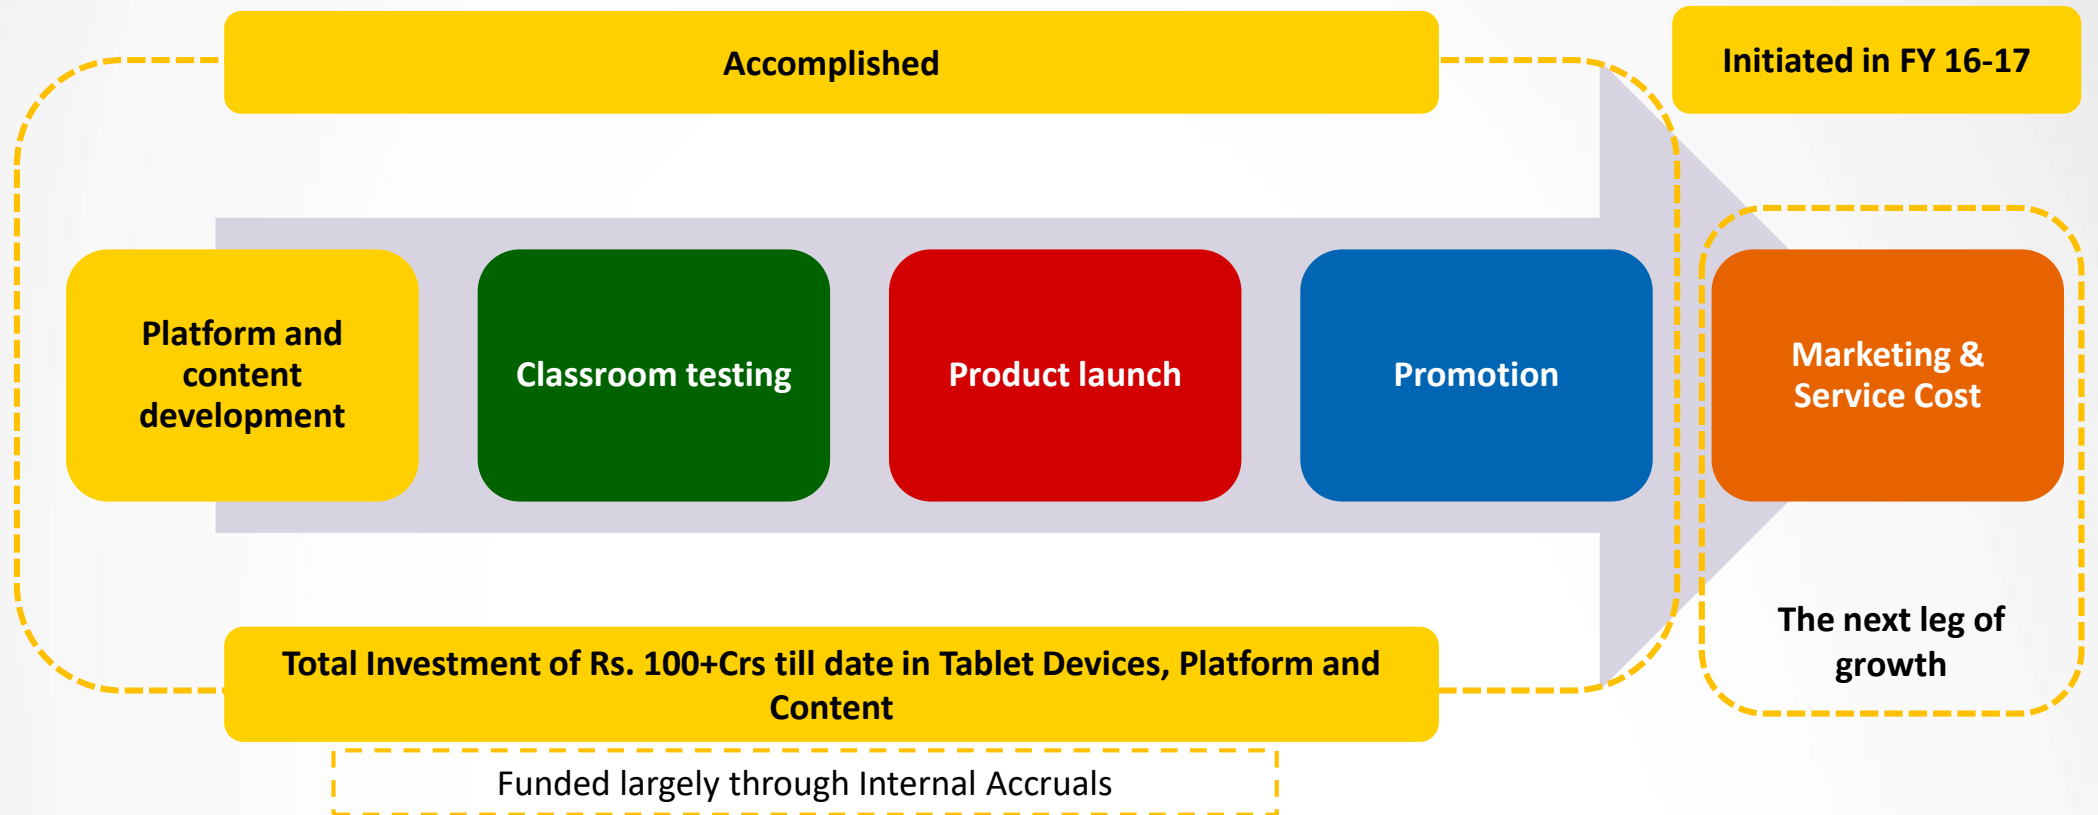 Accomplished
Initiated in FY 16-17
Platform and
content
development
Classroom testing
Product launch
Promotion
Marketing &
Service Cost
The next leg of
growth
Total Investment of Rs. 100+Crs till date in Tablet Devices, Platform and
Content
Funded largely through Internal Accruals